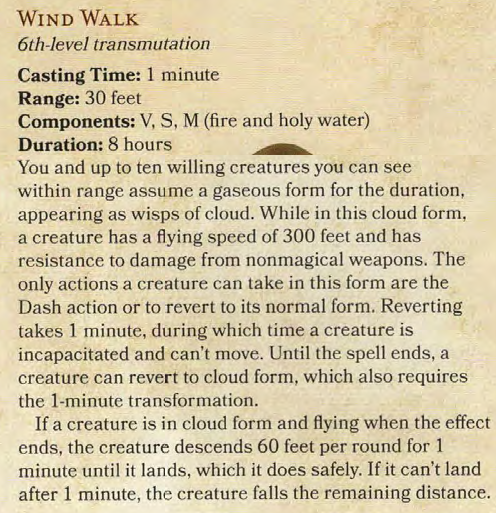 WIND WALK
6th-level transmutation
Casting Time: 1 minute
Range: 30 feet
Components: V, S, M (fire and holy water)
Duration: 8 hours
You and up to ten willing creatures you can see
within range assume a gaseous form for the duration,
appearing as wisps of cloud. While in this cloud form,
a creature has a flying speed of 300 feet and has
resistance to damage from nonmagical weapons. The
only actions a creature can take in this form are the
Dash action or to revert to its normal form. Reverting
takes 1 minute, during which time a creature is
incapacitated and can't move. Until the spell ends, a
creature can revert to cloud form, which also requires
the 1-minute transformation.
If a creature is in cloud form and flying when the effect
ends, the creature descends 60 feet per round for 1
minute until it lands, which it does safely. If it can't land
after 1 minute, the creature falls the remaining distance.